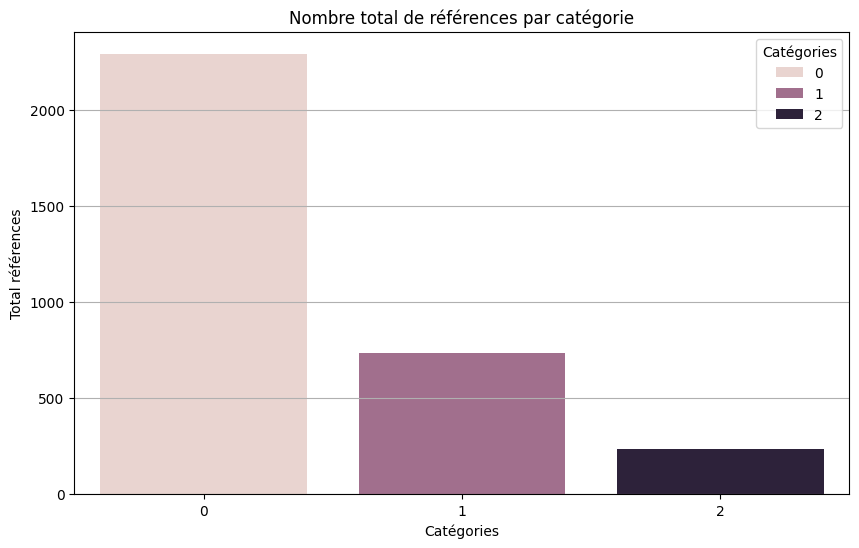 Nombre total de références par catégorie
Catégories
0
1
2
Total références
2000
1500
1000
500
0
0
1
2
Catégories